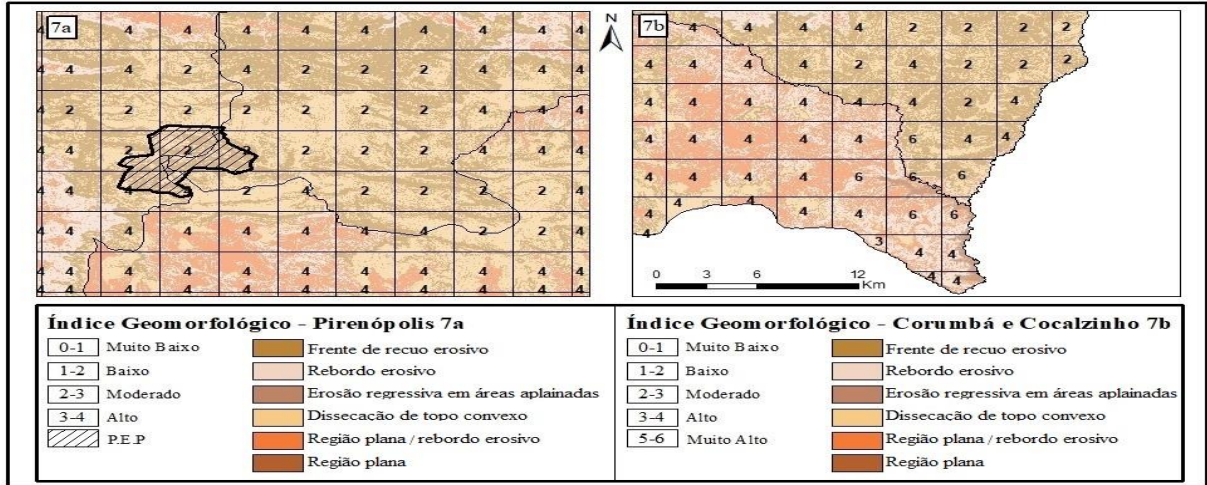 7a 4 4 4 4 4 4 4 4 4
4 4 4 2 4 2 2 2 4 4 4
2 2 2 2 2 2 2 4 4 4
4 4 2 2 2 2 2 2 4 4 4
4 4 4 2 4 2 2 2 2 2
4 4 4 4 4 4 4 4 2 2 4
4 4 4 4 4 4 4 4 4 4 4
4 4 4 4 4 4 4 4 4 4 4
N
7b 4 4 4 2 2 2 2
4 4 4 4 2 4 2 2
4 4 4 4 4 4 2 4
4 4 4 4 4 6 4 4
4 4 4 4 6 6 6
4 4 4 4 4 4 6 6
4 3 4 4
4 4
0 3 6 12
Km
Índice Geomorfológico - Pirenópolis 7a
0-1 Muito Baixo
1-2 Baixo
2-3 Moderado
3-4 Alto
P.E.P
Frente de recuo erosivo
Rebordo erosivo
Erosão regressiva em áreas aplainadas
Dissecação de topo convexo
Região plana / rebordo erosivo
Região plana
Índice Geomorfológico - Corumbá e Cocalzinho 7b
0-1 Muito Baixo
1-2 Baixo
2-3 Moderado
3-4 Alto
5-6 Muito Alto
Frente de recuo erosivo
Rebordo erosivo
Erosão regressiva em áreas aplainadas
Dissecação de topo convexo
Região plana / rebordo erosivo
Região plana